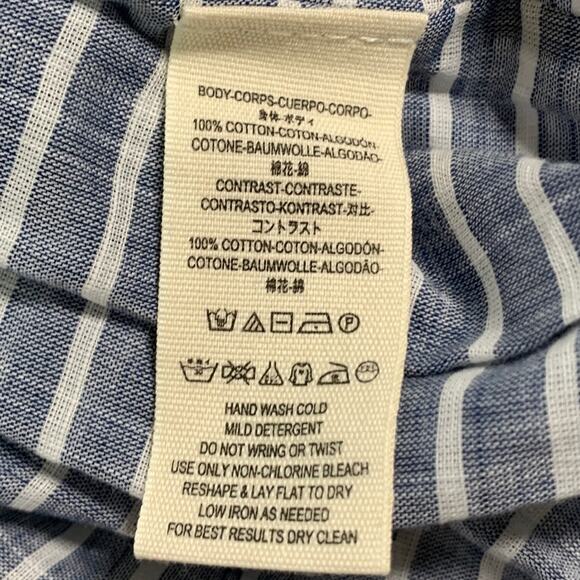 BODY-CORPS-CUERPO-CORPO-
身体-ボディ
100% COTTON-COTON-ALGODÓN-
COTONE-BAUMWOLLE-ALGODÃO-
棉花-綿
CONTRAST-CONTRASTE-
CONTRASTO-KONTRAST-对比-
コントラスト
100% COTTON-COTON-ALGODÓN-
COTONE-BAUMWOLLE-ALGODÃO
棉花-綿
P
HAND WASH COLD
MILD DETERGENT
DO NOT WRING OR TWIST
USE ONLY NON-CHLORINE BLEACH
RESHAPE & LAY FLAT TO DRY
LOW IRON AS NEEDED
FOR BEST RESULTS DRY CLEAN